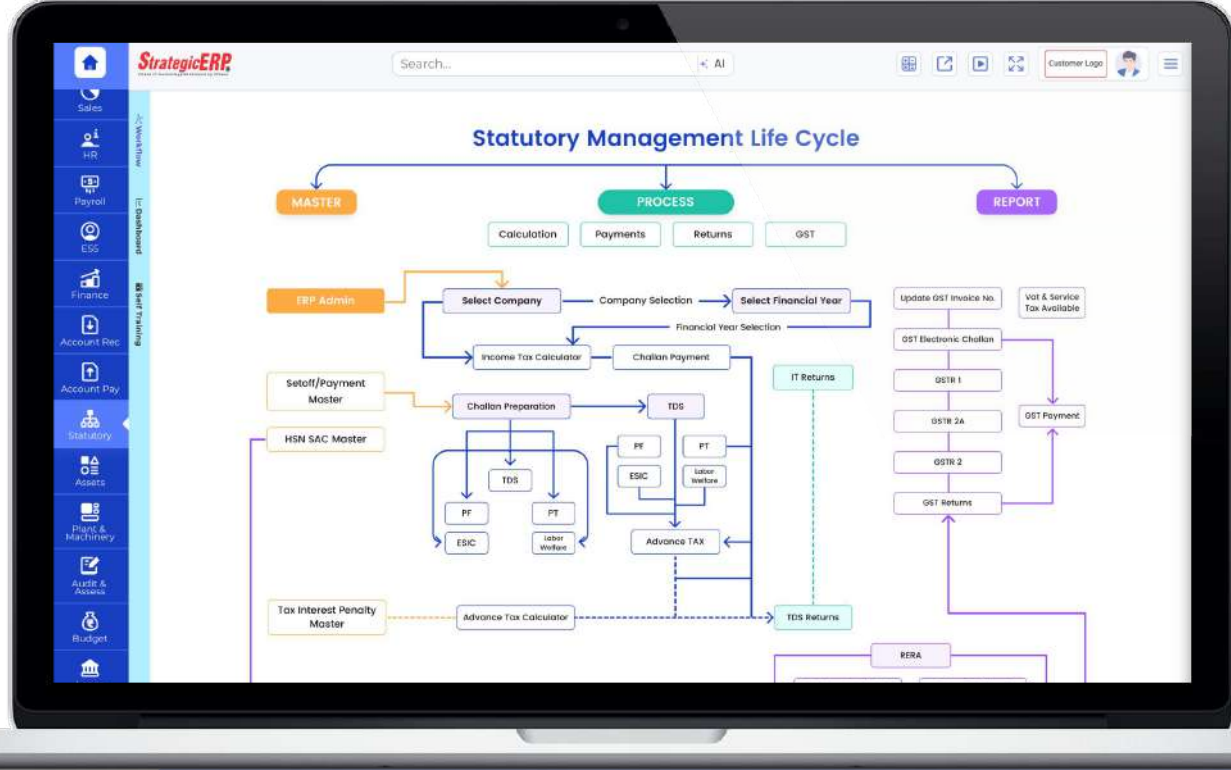 StrategicERP
Search...
AI
Customer Logo
Sales
HR
Payroll
ESS
Finance
Account Rec
Account Pay
Statutory
Assets
Plant &
Machinery
Audit &
Assess
Budget
Workflow
Dashboard
Self Training
Statutory Management Life Cycle
MASTER
PROCESS
REPORT
Calculation
Payments
Returns
GST
ERP Admin
Select Company
Company Selection
Select Financial Year
Financial Year Selection
Income Tax Calculator
Challan Payment
Setoff/Payment
Master
Challan Preparation
TDS
HSN SAC Master
TDS
PF
PT
ESIC
Labor
Welfare
PF
PT
ESIC
Labor
Welfare
Advance TAX
Tax Interest Penalty
Master
Advance Tax Calculator
TDS Returns
IT Returns
Update GST Invoice No.
Vat & Service
Tax Available
GST Electronic Challan
GSTR 1
GSTR 2A
GSTR 2
GST Returns
GST Payment
RERA